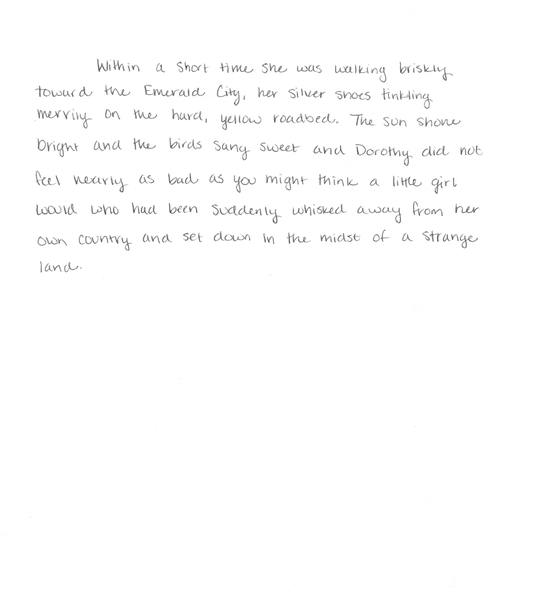 Within a short time she was walking briskly
toward the Emerald City, her silver shoes tinkling
merrily on the hard, yellow roadbed. The sun shone
bright and the birds sang sweet and Dorothy did not
feel nearly as bad as you might think a little girl
would who had been suddenly whisked away from her
own country and set down in the midst of a strange
land.